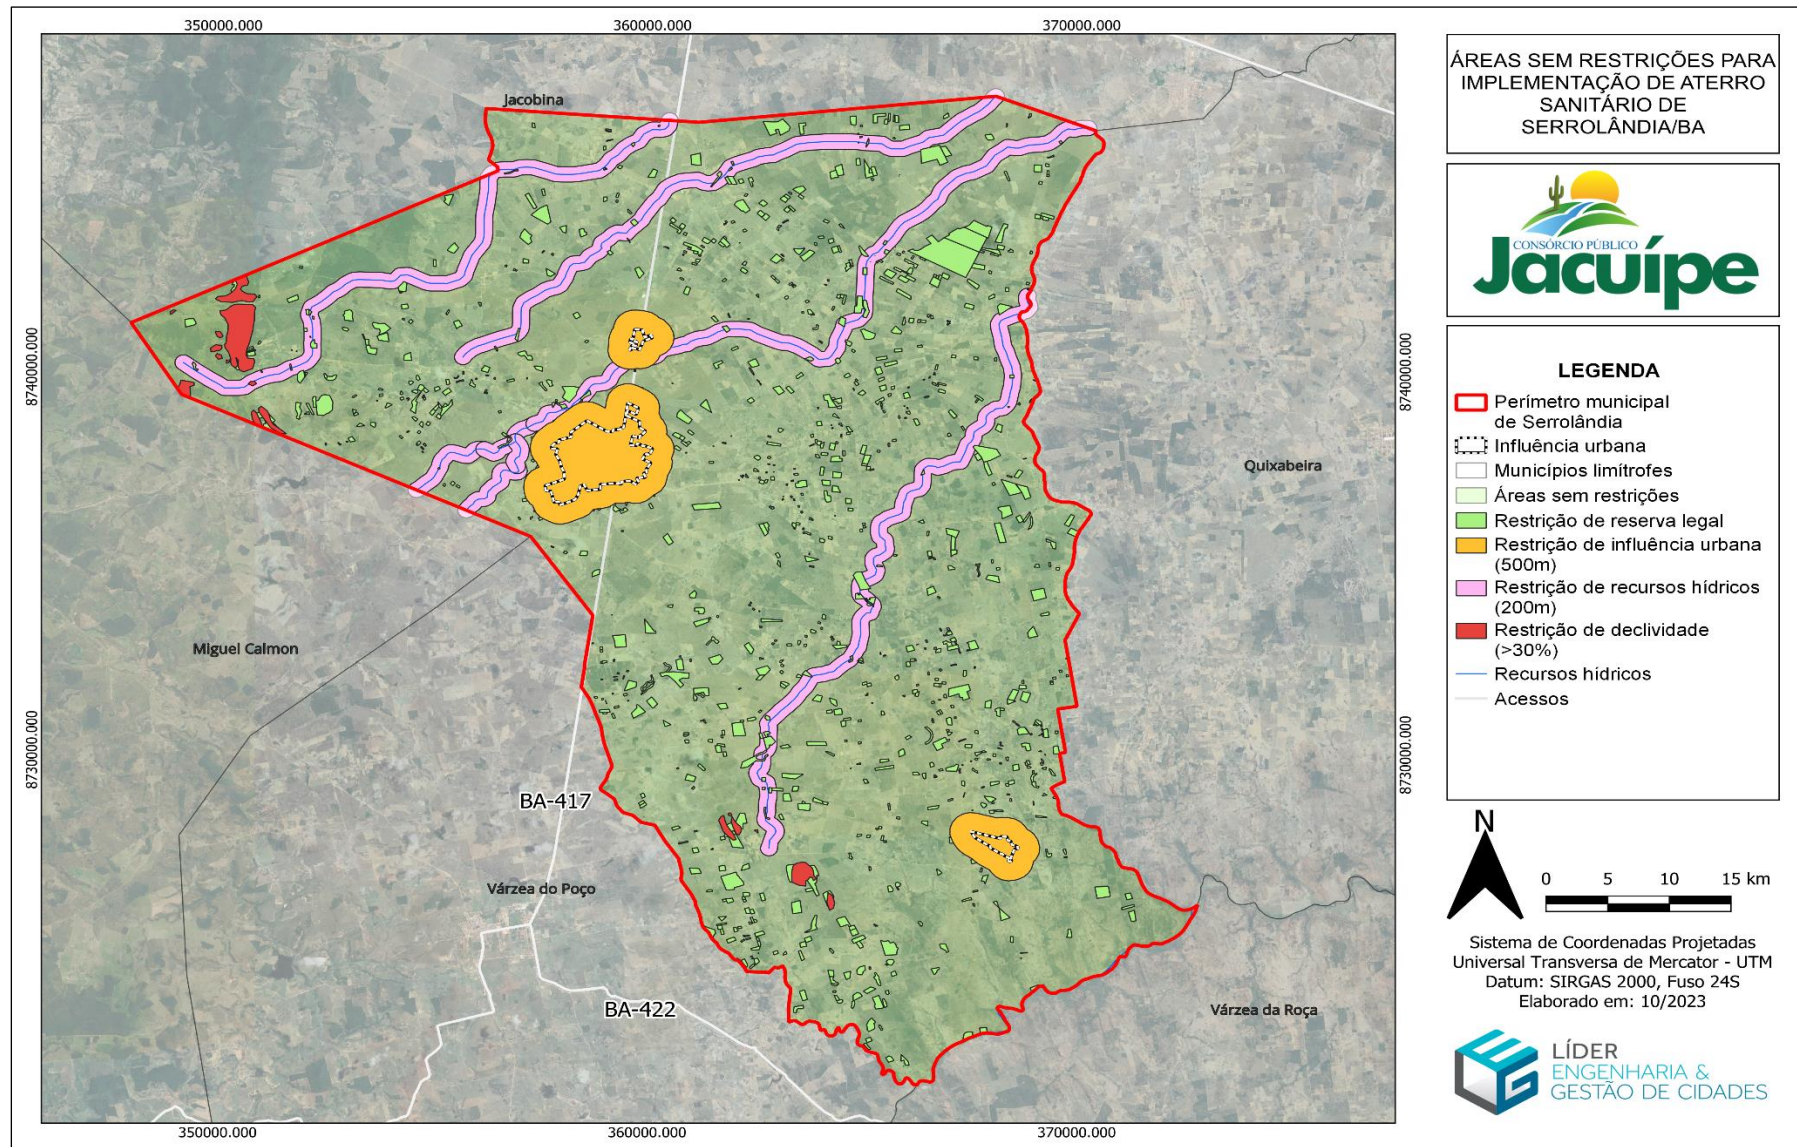 350000.000
360000.000
370000.000
Jacobina
8740000.000
8740000.000
Quixabeira
Miguel Calmon
8730000.000
8730000.000
BA-417
Várzea do Poço
BA-422
Várzea da Roça
350000.000
360000.000
370000.000
ÁREAS SEM RESTRIÇÕES PARA
IMPLEMENTAÇÃO DE ATERRO
SANITÁRIO DE
SERROLÂNDIA/BA
CONSÓRCIO PÚBLICO
Jacuípe
LEGENDA
Perímetro municipal
de Serrolândia
Influência urbana
Municípios limítrofes
Áreas sem restrições
Restrição de reserva legal
Restrição de influência urbana
(500m)
Restrição de recursos hídricos
(200m)
Restrição de declividade
(>30%)
Recursos hídricos
Acessos
N
0 5 10 15 km
Sistema de Coordenadas Projetadas
Universal Transversa de Mercator - UTM
Datum: SIRGAS 2000, Fuso 24S
Elaborado em: 10/2023
LÍDER
ENGENHARIA &
GESTÃO DE CIDADES